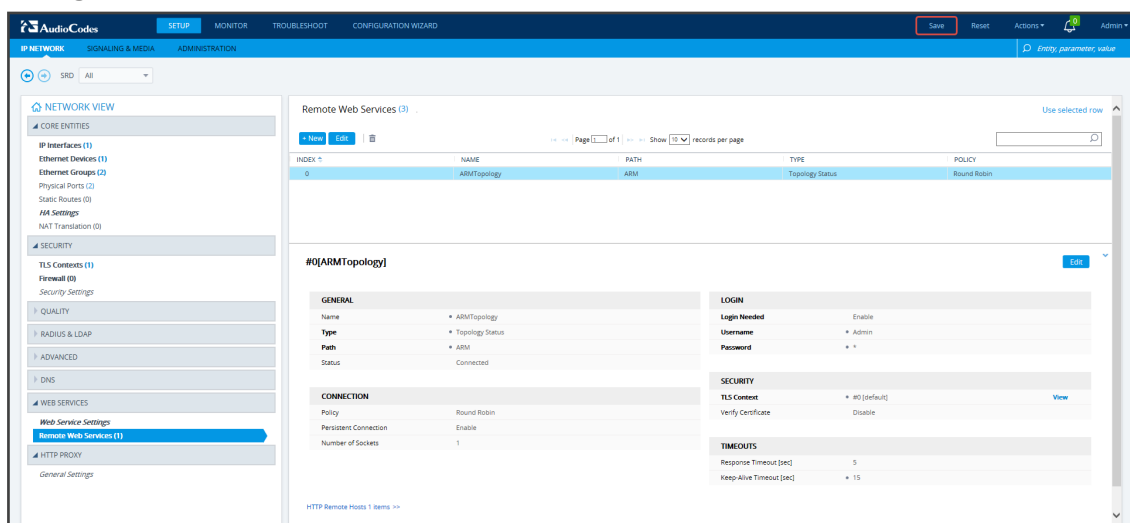 AudioCodes SETUP MONITOR TROUBLESHOOT CONFIGURATION WIZARD Save Reset Actions 0 Admin
IP NETWORK SIGNALING & MEDIA ADMINISTRATION Entity, parameter, value
SRD All
NETWORK VIEW
CORE ENTITIES
IP Interfaces (1)
Ethernet Devices (1)
Ethernet Groups (2)
Physical Ports (2)
Static Routes (0)
HA Settings
NAT Translation (0)
SECURITY
TLS Contexts (1)
Firewall (0)
Security Settings
QUALITY
RADIUS & LDAP
ADVANCED
DNS
WEB SERVICES
Web Service Settings
Remote Web Services (1)
HTTP PROXY
General Settings
Remote Web Services (3) Use selected row
+ New Edit Page 1 of 1 Show 10 records per page
INDEX NAME PATH TYPE POLICY
0 ARMTopology ARM Topology Status Round Robin
#0[ARMTopology] Edit
GENERAL
Name • ARMTopology
Type • Topology Status
Path • ARM
Status Connected
CONNECTION
Policy Round Robin
Persistent Connection Enable
Number of Sockets 1
LOGIN
Login Needed Enable
Username • Admin
Password • *
SECURITY
TLS Context • #0 [default] View
Verify Certificate Disable
TIMEOUTS
Response Timeout [sec] 5
Keep-Alive Timeout [sec] • 15
HTTP Remote Hosts 1 items >>